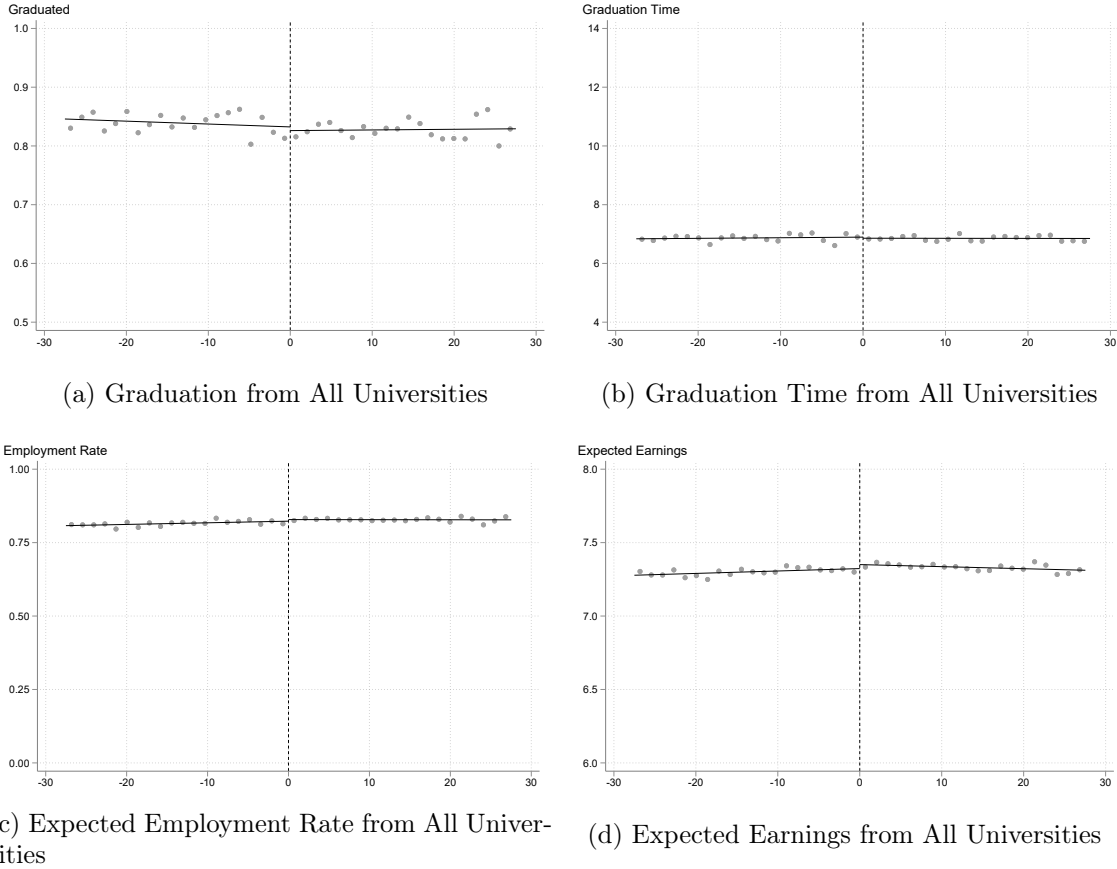 Graduated
1.0
0.9
0.8
0.7
0.6
0.5
-30 -20 -10 0 10 20 30
(a) Graduation from All Universities
Graduation Time
14
12
10
8
6
4
-30 -20 -10 0 10 20 30
(b) Graduation Time from All Universities
Employment Rate
1.00
0.75
0.50
0.25
0.00
-30 -20 -10 0 10 20 30
c) Expected Employment Rate from All Univer-
ities
Expected Earnings
8.0
7.5
7.0
6.5
6.0
-30 -20 -10 0 10 20 30
(d) Expected Earnings from All Universities